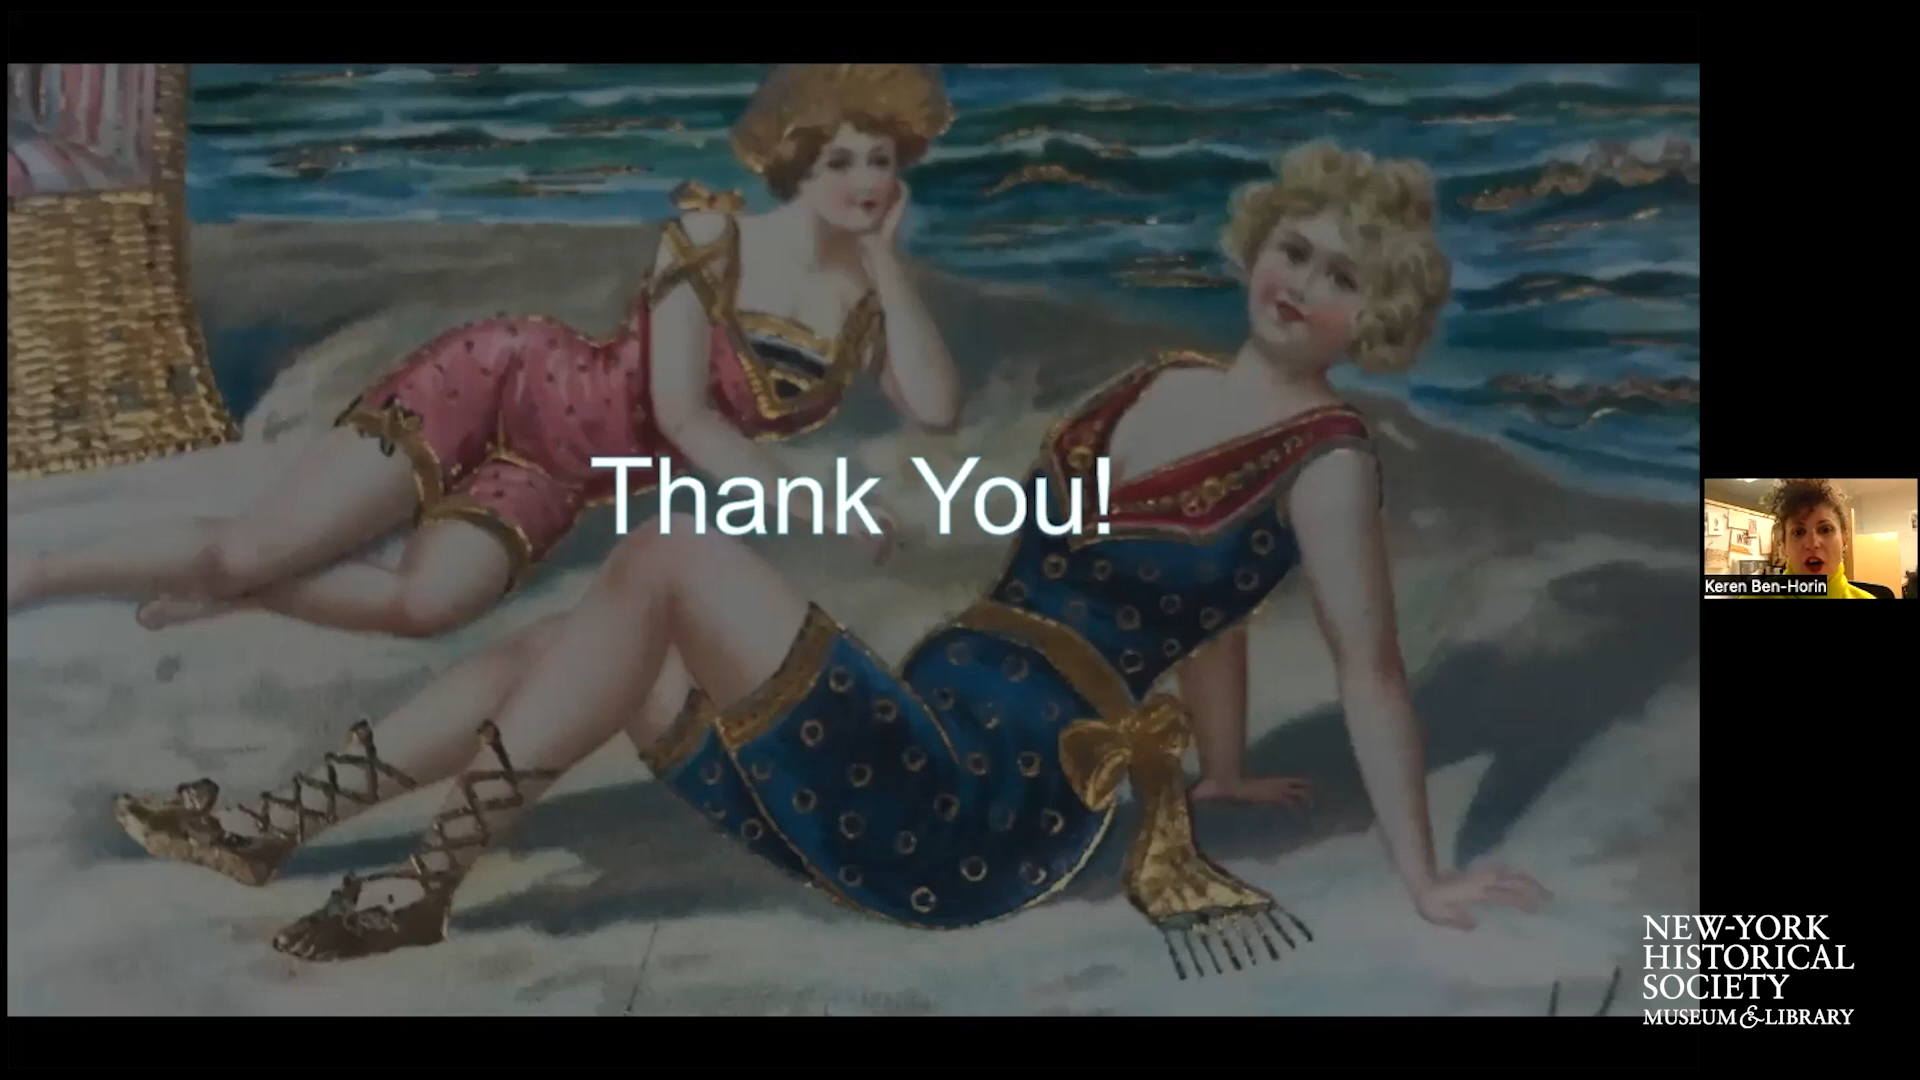 Thank You!
Keren Ben-Horin
NEW-YORK
HISTORICAL
SOCIETY
MUSEUM & LIBRARY